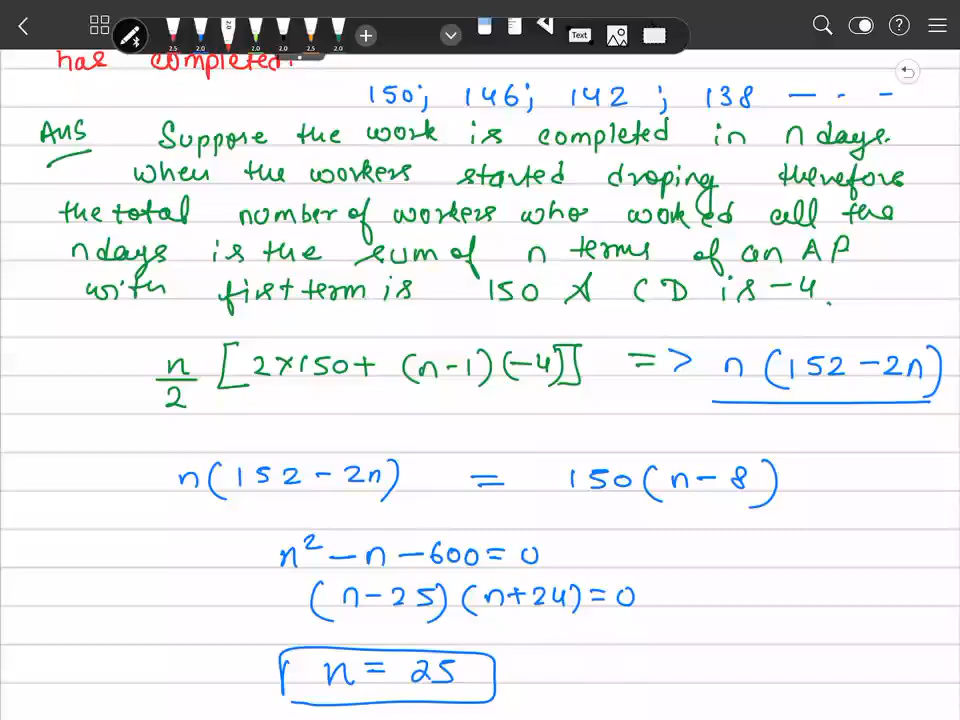 Text
has completed.
150; 146; 142 ; 138 — - -
Ans Suppose the work is completed in n days.
when the workers started droping therefore
the total number of workers who worked all the
n days is the sum of n terms of an AP
with first term is 150 & CD is -4.
n/2 [2×150+ (n-1)(-4)] => n(152-2n)
n(152-2n) = 150(n-8)
n² - n - 600 = 0
(n-25)(n+24) = 0
n = 25